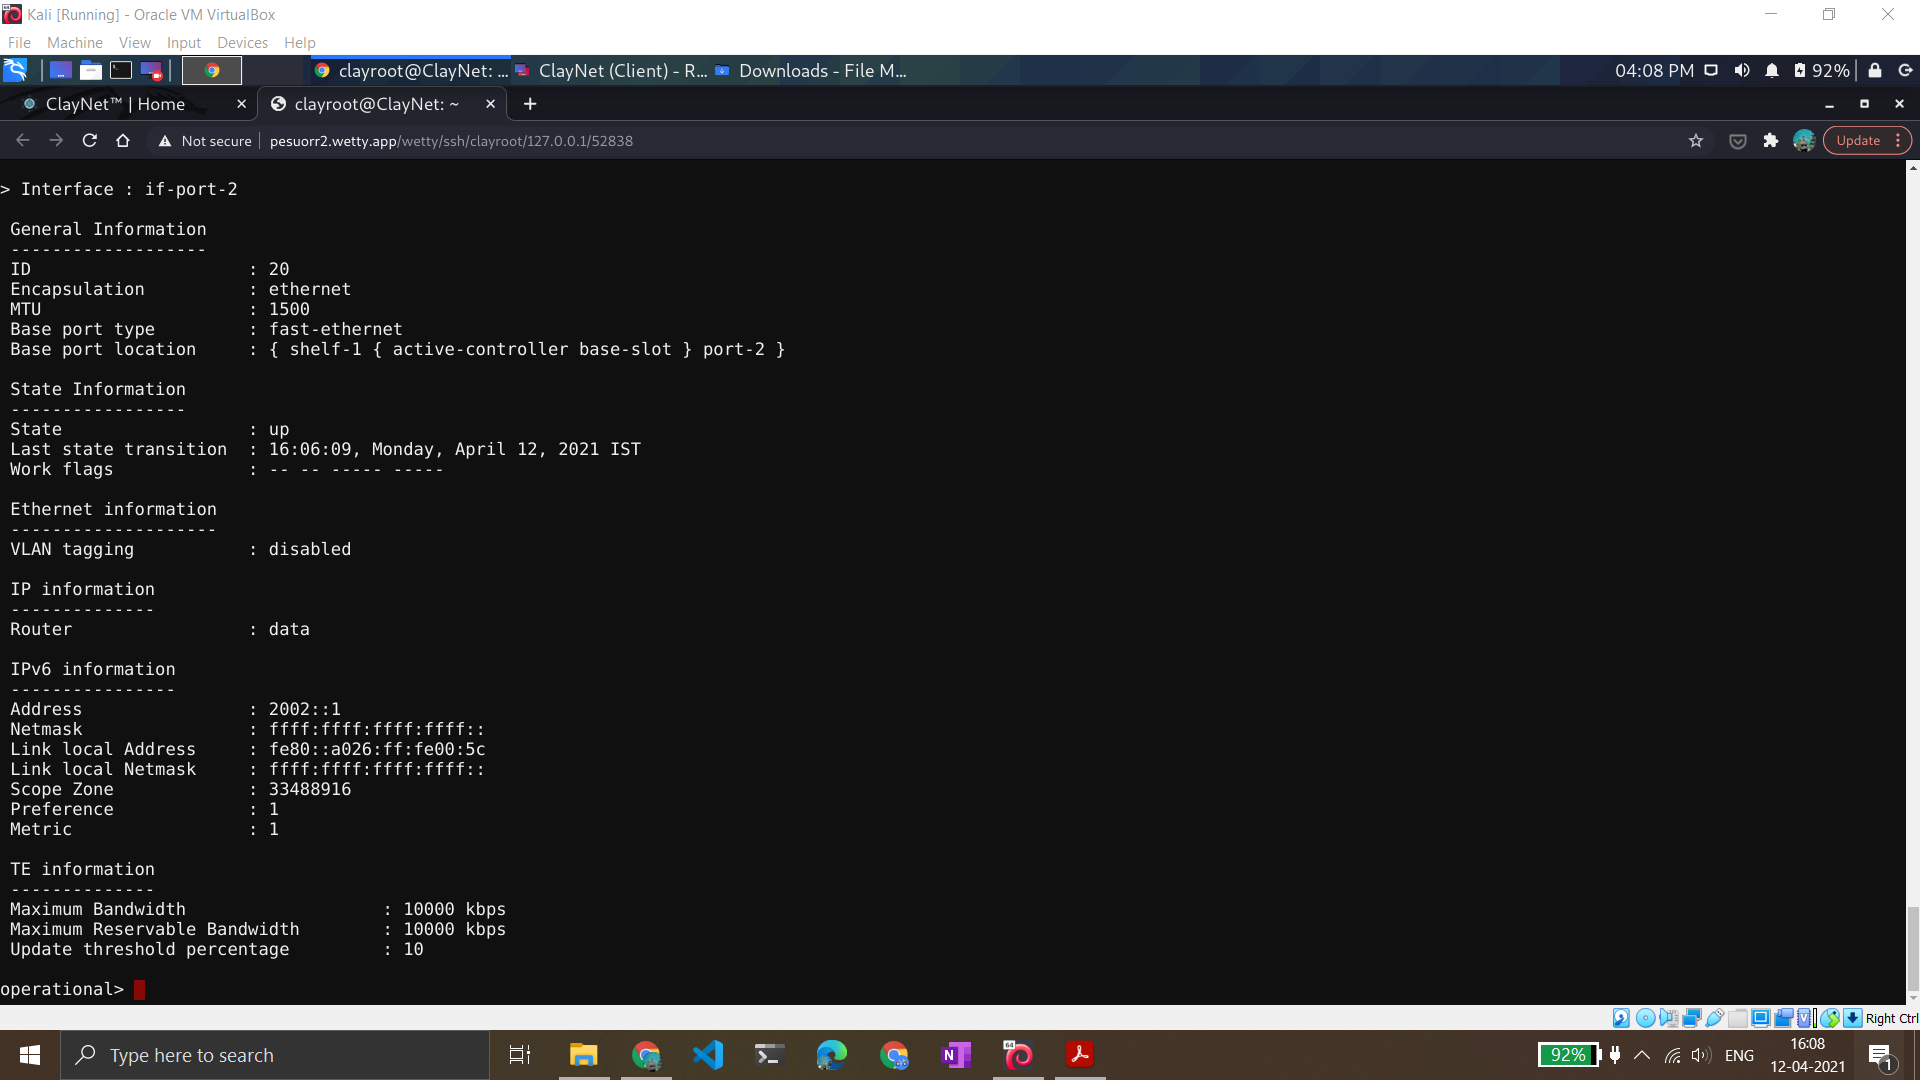 Kali [Running] - Oracle VM VirtualBox
File Machine View Input Devices Help
clayroot@ClayNet: ... ClayNet (Client) - R... Downloads - File M... 04:08 PM 92%
ClayNet™ | Home clayroot@ClayNet: ~
Not secure pesuorr2.wetty.app/wetty/ssh/clayroot/127.0.0.1/52838 Update
> Interface : if-port-2
General Information
-------------------
ID : 20
Encapsulation : ethernet
MTU : 1500
Base port type : fast-ethernet
Base port location : { shelf-1 { active-controller base-slot } port-2 }
State Information
-----------------
State : up
Last state transition : 16:06:09, Monday, April 12, 2021 IST
Work flags : -- -- ----- -----
Ethernet information
--------------------
VLAN tagging : disabled
IP information
--------------
Router : data
IPv6 information
----------------
Address : 2002::1
Netmask : ffff:ffff:ffff:ffff::
Link local Address : fe80::a026:ff:fe00:5c
Link local Netmask : ffff:ffff:ffff:ffff::
Scope Zone : 33488916
Preference : 1
Metric : 1
TE information
--------------
Maximum Bandwidth : 10000 kbps
Maximum Reservable Bandwidth : 10000 kbps
Update threshold percentage : 10
operational>
Right Ctrl
Type here to search 92% ENG 16:08
12-04-2021 1